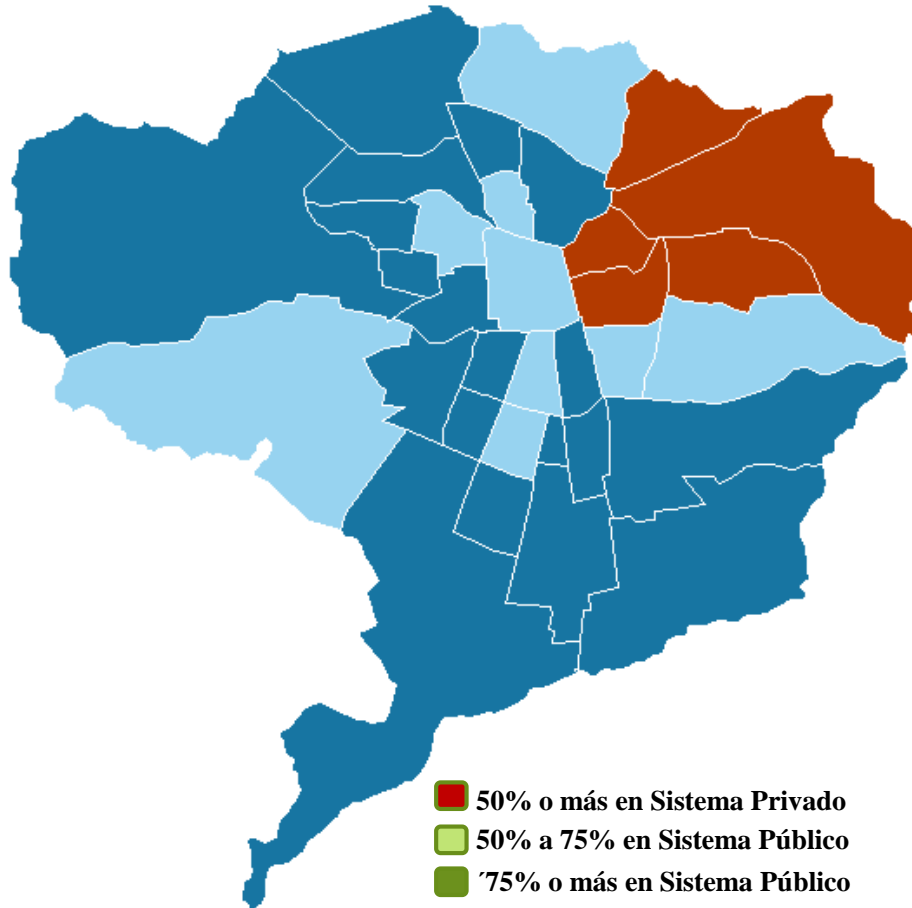 50% o más en Sistema Privado
50% a 75% en Sistema Público
´75% o más en Sistema Público